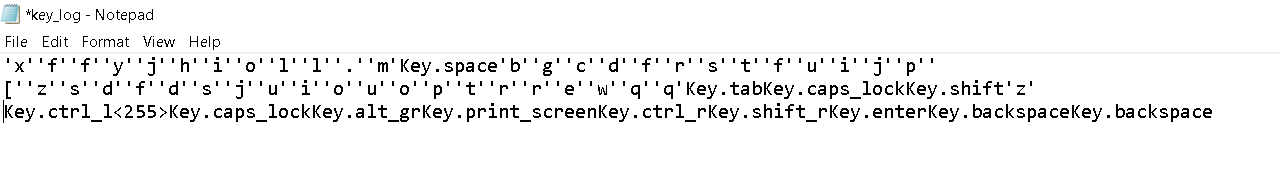 *key_log - Notepad
File Edit Format View Help
'x''f''f''y''j''h''i''o''l''l''.''m'Key.space'b''g''c''d''f''r''s''t''f''u''i''j''p''
[''z''s''d''f''d''s''j''u''i''o''u''o''p''t''r''r''e''w''q''q'Key.tabKey.caps_lockKey.shift'z'
Key.ctrl_l<255>Key.caps_lockKey.alt_grKey.print_screenKey.ctrl_rKey.shift_rKey.enterKey.backspaceKey.backspace